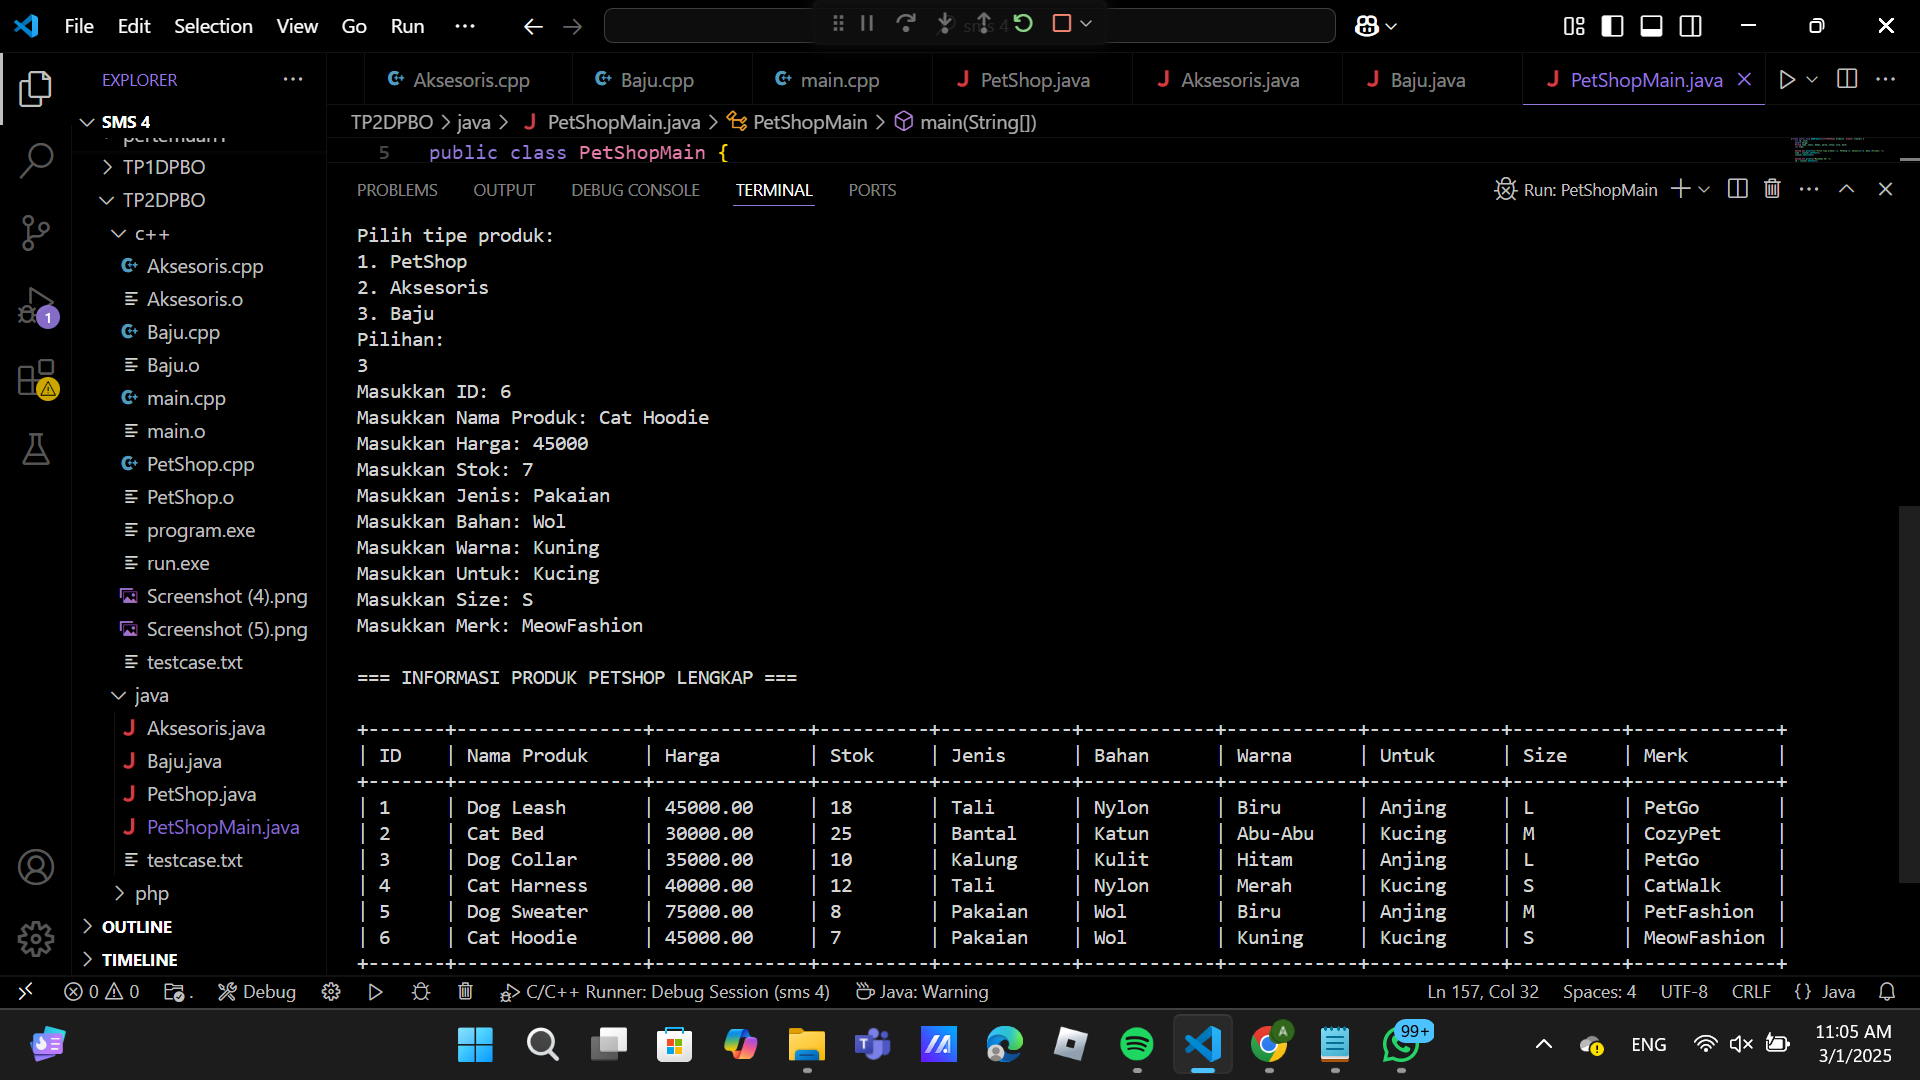 File Edit Selection View Go Run ··· sms 4
EXPLORER ···
Aksesoris.cpp Baju.cpp main.cpp PetShop.java Aksesoris.java Baju.java PetShopMain.java
SMS 4
TP2DPBO > java > PetShopMain.java > PetShopMain > main(String[])
5 public class PetShopMain {
pertemuan1
TP1DPBO
TP2DPBO
c++
Aksesoris.cpp
Aksesoris.o
Baju.cpp
Baju.o
main.cpp
main.o
PetShop.cpp
PetShop.o
program.exe
run.exe
Screenshot (4).png
Screenshot (5).png
testcase.txt
java
Aksesoris.java
Baju.java
PetShop.java
PetShopMain.java
testcase.txt
php
OUTLINE
TIMELINE
1
PROBLEMS OUTPUT DEBUG CONSOLE TERMINAL PORTS
Run: PetShopMain
Pilih tipe produk:
1. PetShop
2. Aksesoris
3. Baju
Pilihan:
3
Masukkan ID: 6
Masukkan Nama Produk: Cat Hoodie
Masukkan Harga: 45000
Masukkan Stok: 7
Masukkan Jenis: Pakaian
Masukkan Bahan: Wol
Masukkan Warna: Kuning
Masukkan Untuk: Kucing
Masukkan Size: S
Masukkan Merk: MeowFashion
=== INFORMASI PRODUK PETSHOP LENGKAP ===
+-------+-----------------+--------------+----------+------------+------------+------------+------------+----------+-------------+
| ID | Nama Produk | Harga | Stok | Jenis | Bahan | Warna | Untuk | Size | Merk |
+-------+-----------------+--------------+----------+------------+------------+------------+------------+----------+-------------+
| 1 | Dog Leash | 45000.00 | 18 | Tali | Nylon | Biru | Anjing | L | PetGo |
| 2 | Cat Bed | 30000.00 | 25 | Bantal | Katun | Abu-Abu | Kucing | M | CozyPet |
| 3 | Dog Collar | 35000.00 | 10 | Kalung | Kulit | Hitam | Anjing | L | PetGo |
| 4 | Cat Harness | 40000.00 | 12 | Tali | Nylon | Merah | Kucing | S | CatWalk |
| 5 | Dog Sweater | 75000.00 | 8 | Pakaian | Wol | Biru | Anjing | M | PetFashion |
| 6 | Cat Hoodie | 45000.00 | 7 | Pakaian | Wol | Kuning | Kucing | S | MeowFashion |
+-------+-----------------+--------------+----------+------------+------------+------------+------------+----------+-------------+
0 0 . Debug C/C++ Runner: Debug Session (sms 4) Java: Warning Ln 157, Col 32 Spaces: 4 UTF-8 CRLF {} Java
A 99+ ENG 11:05 AM
3/1/2025